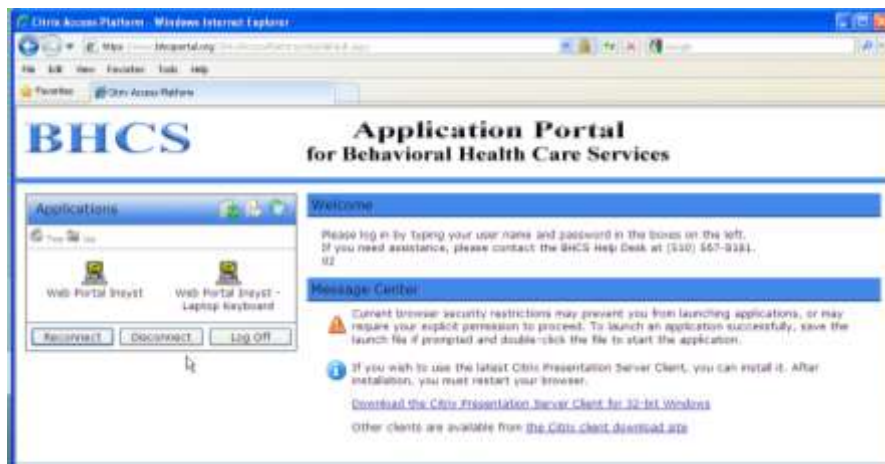 Citrix Access Platform - Windows Internet Explorer
https bhcsportal.org
File Edit View Favorites Tools Help
Favorites Citrix Access Platform
BHCS
Application Portal
for Behavioral Health Care Services
Applications
Welcome
Please log in by typing your user name and password in the boxes on the left.
If you need assistance, please contact the BHCS Help Desk at (510) 567-8181.
02
Web Portal Insyst
Web Portal Insyst -
Laptop Keyboard
Reconnect Disconnect Log Off
Message Center
Current browser security restrictions may prevent you from launching applications, or may
require your explicit permission to proceed. To launch an application successfully, save the
launch file if prompted and double-click the file to start the application.
If you wish to use the latest Citrix Presentation Server Client, you can install it. After
installation, you must restart your browser.
Download the Citrix Presentation Server Client for 32-bit Windows
Other clients are available from the Citrix client download site